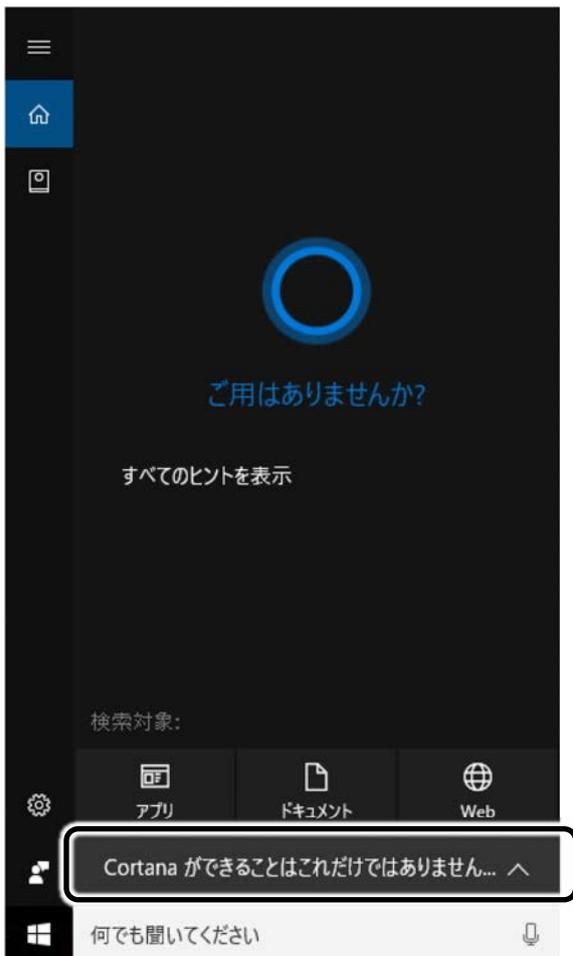 ご用はありませんか?
すべてのヒントを表示
検索対象:
アプリ ドキュメント Web
Cortana ができることはこれだけではありません...
何でも聞いてください